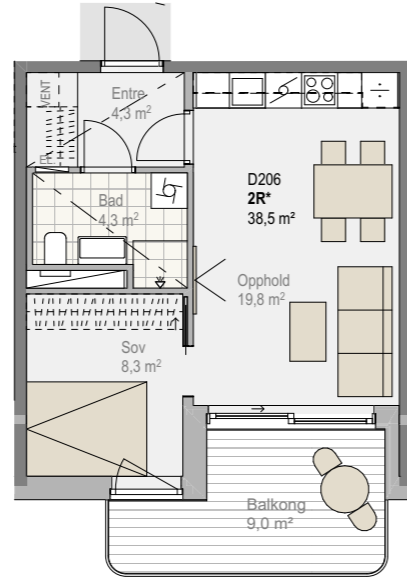 VENT
EL.
Entre
4,3 m²
D206
2R*
38,5 m²
Bad
4.3 m²
Opphold
19,8 m²
Sov
8,3 m²
Balkong
9,0 m²